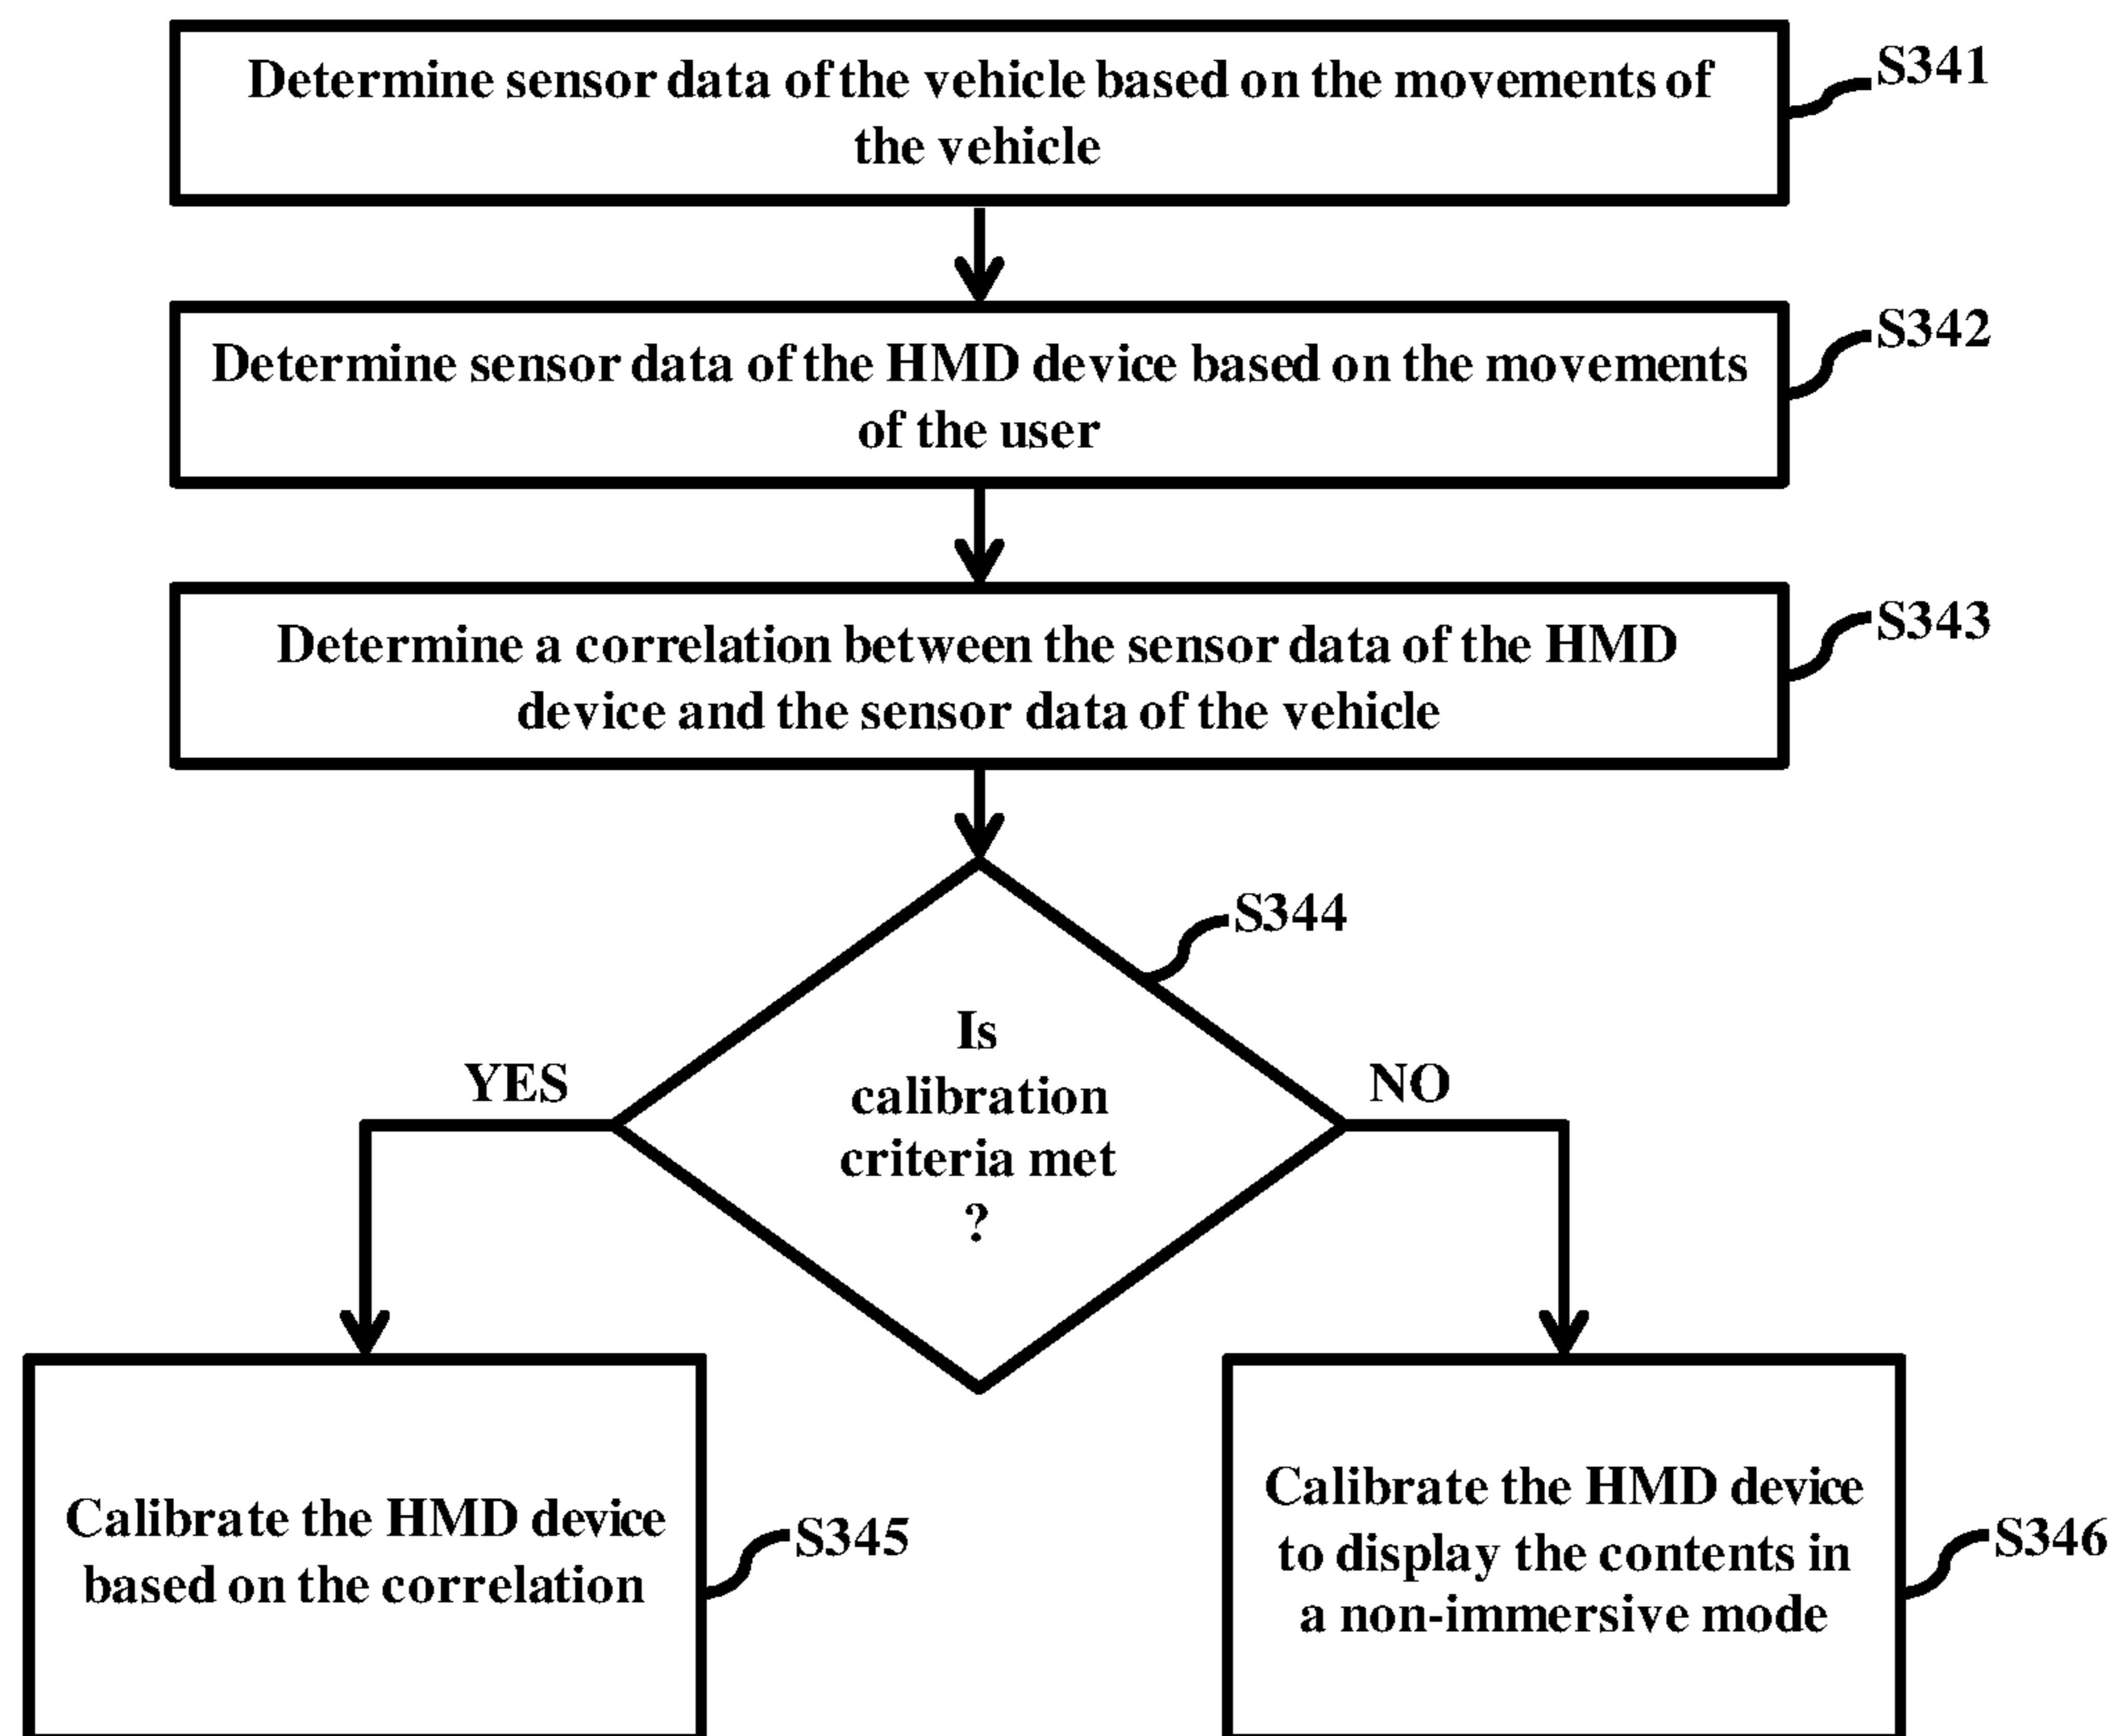 Determine sensor data of the vehicle based on the movements of
the vehicle
S341
Determine sensor data of the HMD device based on the movements
of the user
S342
Determine a correlation between the sensor data of the HMD
device and the sensor data of the vehicle
S343
S344
Is
calibration
criteria met
?
YES
NO
Calibrate the HMD device
based on the correlation
S345
Calibrate the HMD device
to display the contents in
a non-immersive mode
S346